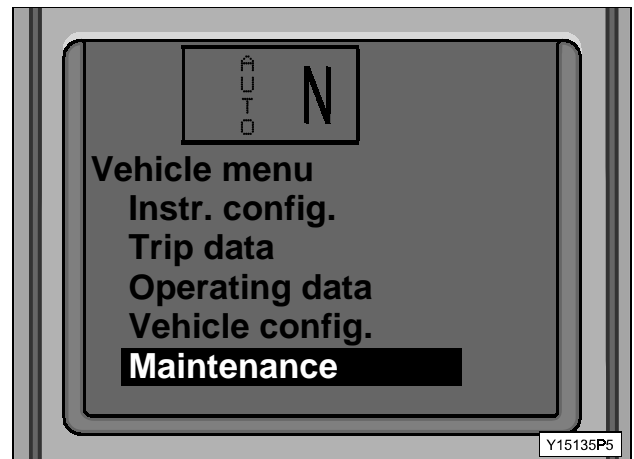 AUTO N
Vehicle menu
Instr. config.
Trip data
Operating data
Vehicle config.
Maintenance
Y15135P5